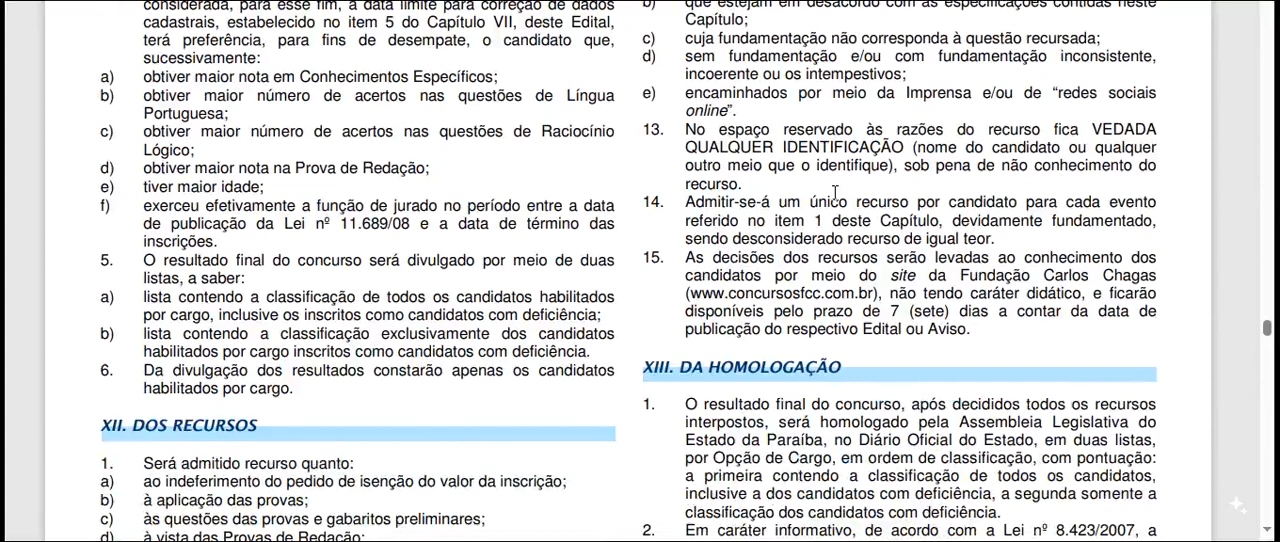 considerada, para esse fim, a data limite para correção de dados
cadastrais, estabelecido no item 5 do Capítulo VII, deste Edital,
terá preferência, para fins de desempate, o candidato que,
sucessivamente:
a) obtiver maior nota em Conhecimentos Específicos;
b) obtiver maior número de acertos nas questões de Língua
Portuguesa;
c) obtiver maior número de acertos nas questões de Raciocínio
Lógico;
d) obtiver maior nota na Prova de Redação;
e) tiver maior idade;
f) exerceu efetivamente a função de jurado no período entre a data
de publicação da Lei nº 11.689/08 e a data de término das
inscrições.
5. O resultado final do concurso será divulgado por meio de duas
listas, a saber:
a) lista contendo a classificação de todos os candidatos habilitados
por cargo, inclusive os inscritos como candidatos com deficiência;
b) lista contendo a classificação exclusivamente dos candidatos
habilitados por cargo inscritos como candidatos com deficiência.
6. Da divulgação dos resultados constarão apenas os candidatos
habilitados por cargo.
XII. DOS RECURSOS
1. Será admitido recurso quanto:
a) ao indeferimento do pedido de isenção do valor da inscrição;
b) à aplicação das provas;
c) às questões das provas e gabaritos preliminares;
d) à vista das Provas de Redação;
b) que estejam em desacordo com as especificações contidas neste
Capítulo;
c) cuja fundamentação não corresponda à questão recursada;
d) sem fundamentação e/ou com fundamentação inconsistente,
incoerente ou os intempestivos;
e) encaminhados por meio da Imprensa e/ou de “redes sociais
online”.
13. No espaço reservado às razões do recurso fica VEDADA
QUALQUER IDENTIFICAÇÃO (nome do candidato ou qualquer
outro meio que o identifique), sob pena de não conhecimento do
recurso.
14. Admitir-se-á um único recurso por candidato para cada evento
referido no item 1 deste Capítulo, devidamente fundamentado,
sendo desconsiderado recurso de igual teor.
15. As decisões dos recursos serão levadas ao conhecimento dos
candidatos por meio do site da Fundação Carlos Chagas
(www.concursosfcc.com.br), não tendo caráter didático, e ficarão
disponíveis pelo prazo de 7 (sete) dias a contar da data de
publicação do respectivo Edital ou Aviso.
XIII. DA HOMOLOGAÇÃO
1. O resultado final do concurso, após decididos todos os recursos
interpostos, será homologado pela Assembleia Legislativa do
Estado da Paraíba, no Diário Oficial do Estado, em duas listas,
por Opção de Cargo, em ordem de classificação, com pontuação:
a primeira contendo a classificação de todos os candidatos,
inclusive a dos candidatos com deficiência, a segunda somente a
classificação dos candidatos com deficiência.
2. Em caráter informativo, de acordo com a Lei nº 8.423/2007, a